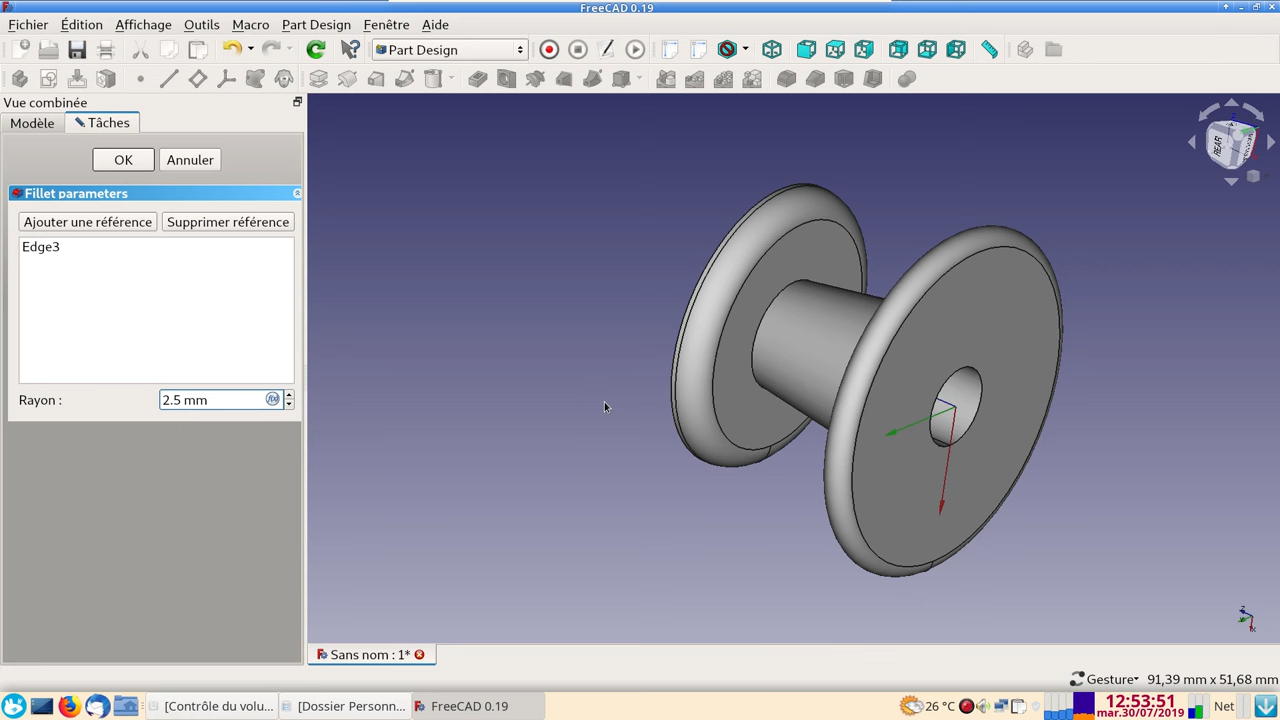 FreeCAD 0.19
Fichier Édition Affichage Outils Macro Part Design Fenêtre Aide
Part Design
Vue combinée
Modèle Tâches
OK Annuler
Fillet parameters
Ajouter une référence Supprimer référence
Edge3
Rayon : 2.5 mm
REAR
Sans nom : 1*
Gesture 91,39 mm x 51,68 mm
[Contrôle du volu... [Dossier Personn... FreeCAD 0.19 26 °C 12:53:51 Net
mar.30/07/2019